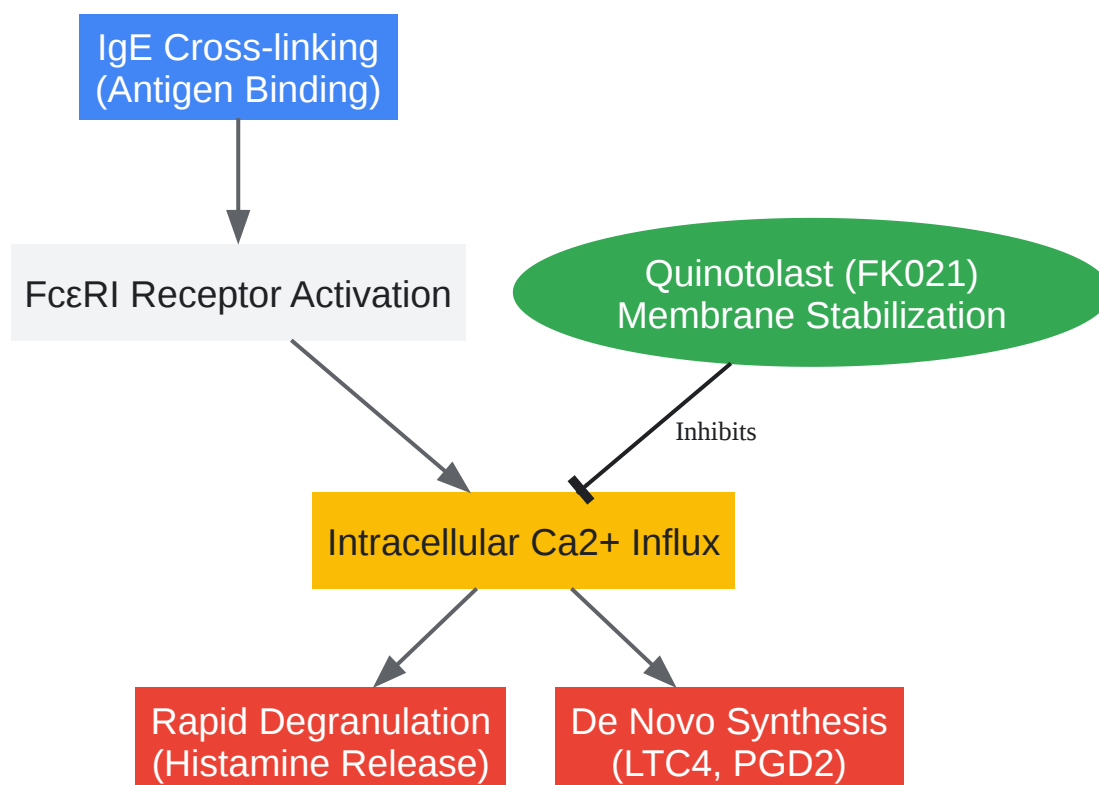 IgE Cross-linking
(Antigen Binding)
FcεRI Receptor Activation
Quinotolast (FK021)
Membrane Stabilization
Inhibits
Intracellular Ca2+ Influx
Rapid Degranulation
(Histamine Release)
De Novo Synthesis
(LTC4, PGD2)